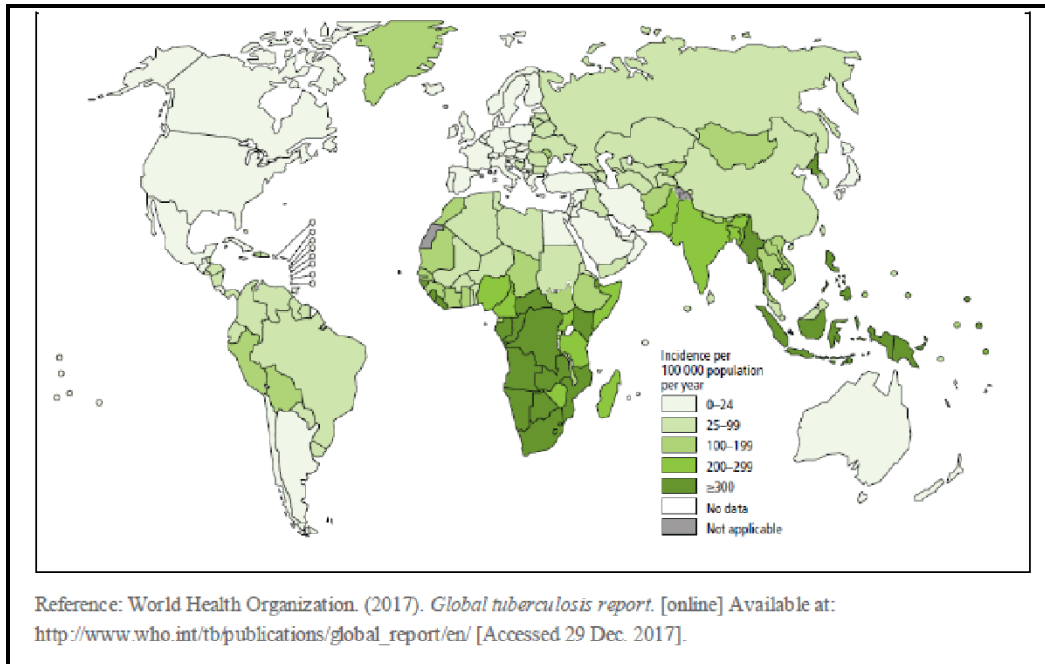 Incidence per
100 000 population
per year
0–24
25–99
100–199
200–299
≥300
No data
Not applicable
Reference: World Health Organization. (2017). Global tuberculosis report. [online] Available at:
http://www.who.int/tb/publications/global_report/en/ [Accessed 29 Dec. 2017].